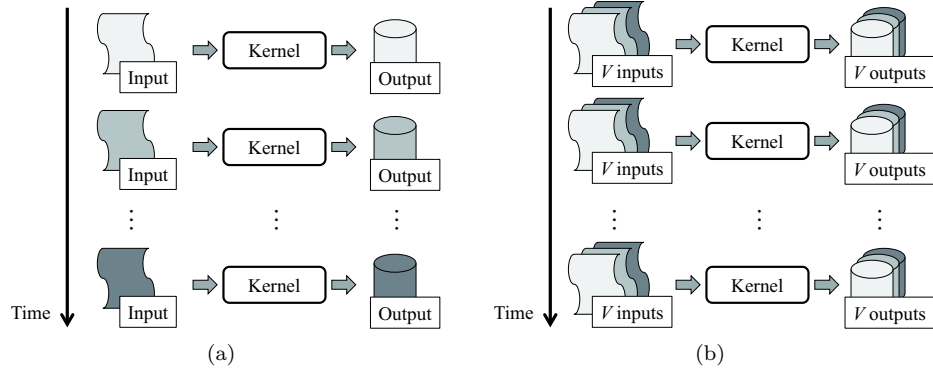 Kernel
Input
Output
Kernel
Input
Output
⋮ ⋮ ⋮
Kernel
Input
Output
Time
(a)
Kernel
V inputs
V outputs
Kernel
V inputs
V outputs
⋮ ⋮ ⋮
Kernel
V inputs
V outputs
Time
(b)